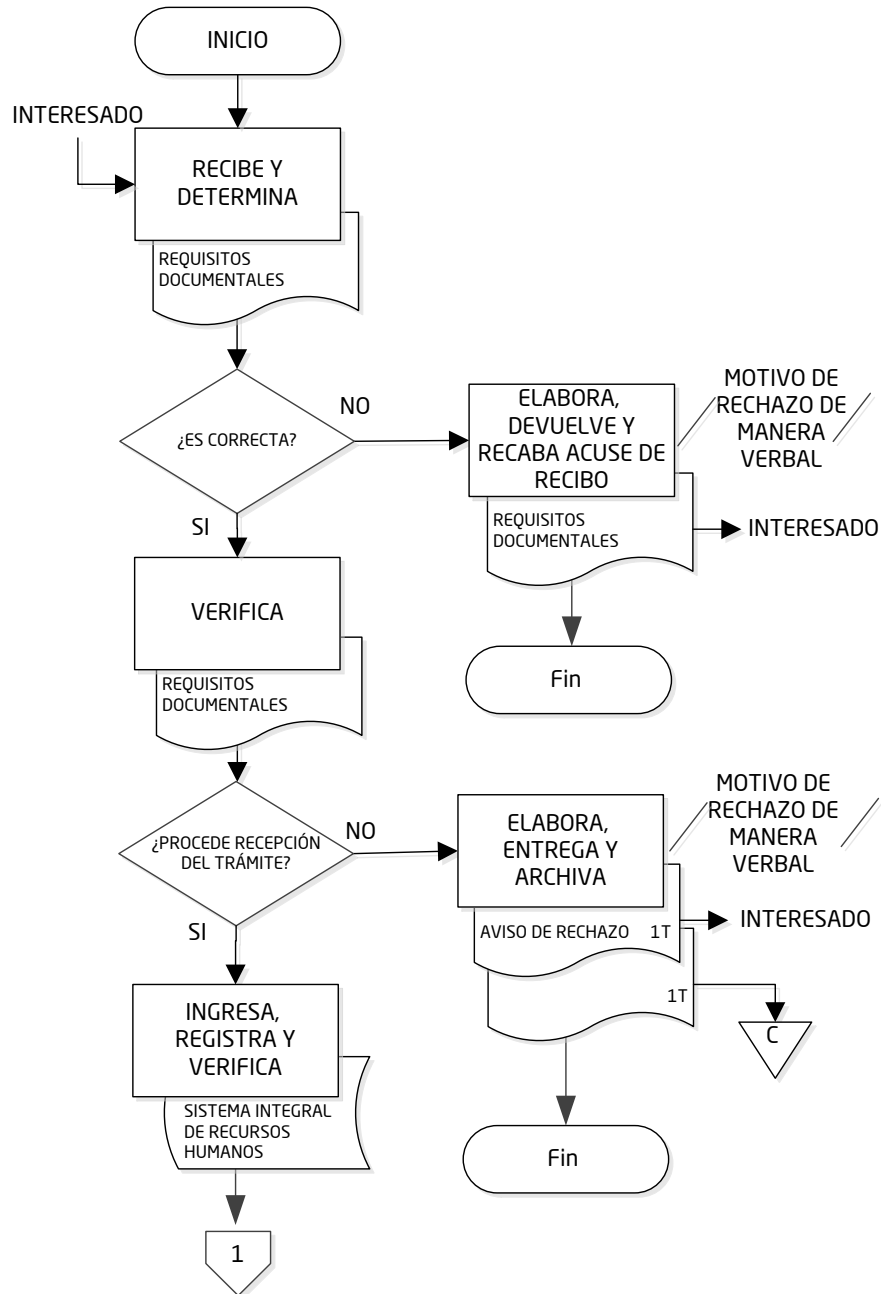 INICIO
INTERESADO
RECIBE Y
DETERMINA
REQUISITOS
DOCUMENTALES
¿ES CORRECTA?
NO
ELABORA,
DEVUELVE Y
RECABA ACUSE DE
RECIBO
MOTIVO DE
RECHAZO DE
MANERA
VERBAL
REQUISITOS
DOCUMENTALES
INTERESADO
Fin
SI
VERIFICA
REQUISITOS
DOCUMENTALES
¿PROCEDE RECEPCIÓN
DEL TRÁMITE?
NO
ELABORA,
ENTREGA Y
ARCHIVA
MOTIVO DE
RECHAZO DE
MANERA
VERBAL
AVISO DE RECHAZO 1T
INTERESADO
1T
C
Fin
SI
INGRESA,
REGISTRA Y
VERIFICA
SISTEMA INTEGRAL
DE RECURSOS
HUMANOS
1